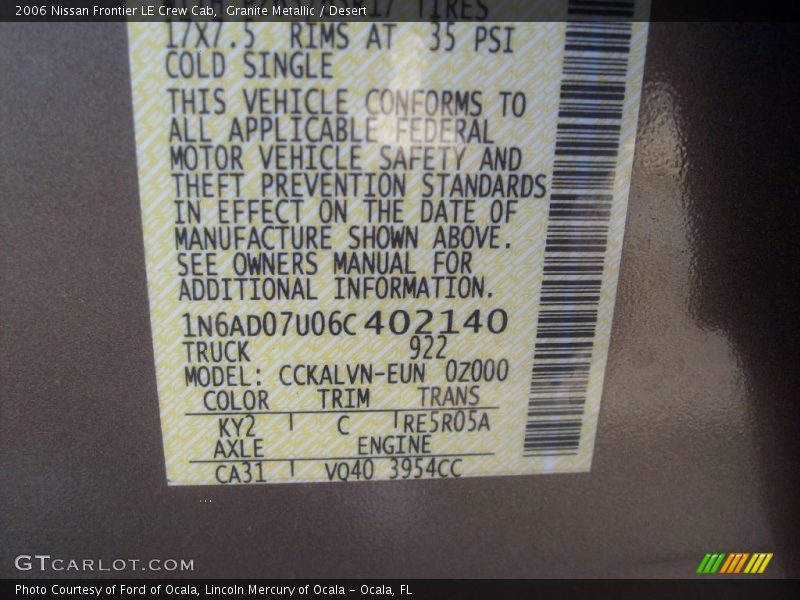 2006 Nissan Frontier LE Crew Cab, Granite Metallic / Desert
TIRES
17X7.5 RIMS AT 35 PSI
COLD SINGLE
THIS VEHICLE CONFORMS TO
ALL APPLICABLE FEDERAL
MOTOR VEHICLE SAFETY AND
THEFT PREVENTION STANDARDS
IN EFFECT ON THE DATE OF
MANUFACTURE SHOWN ABOVE.
SEE OWNERS MANUAL FOR
ADDITIONAL INFORMATION.
1N6AD07U06C402140
TRUCK 922
MODEL: CCKALVN-EUN 0Z000
COLOR TRIM TRANS
KY2 C RE5R05A
AXLE ENGINE
CA31 VQ40 3954CC
GTCARLOT.COM
Photo Courtesy of Ford of Ocala, Lincoln Mercury of Ocala – Ocala, FL